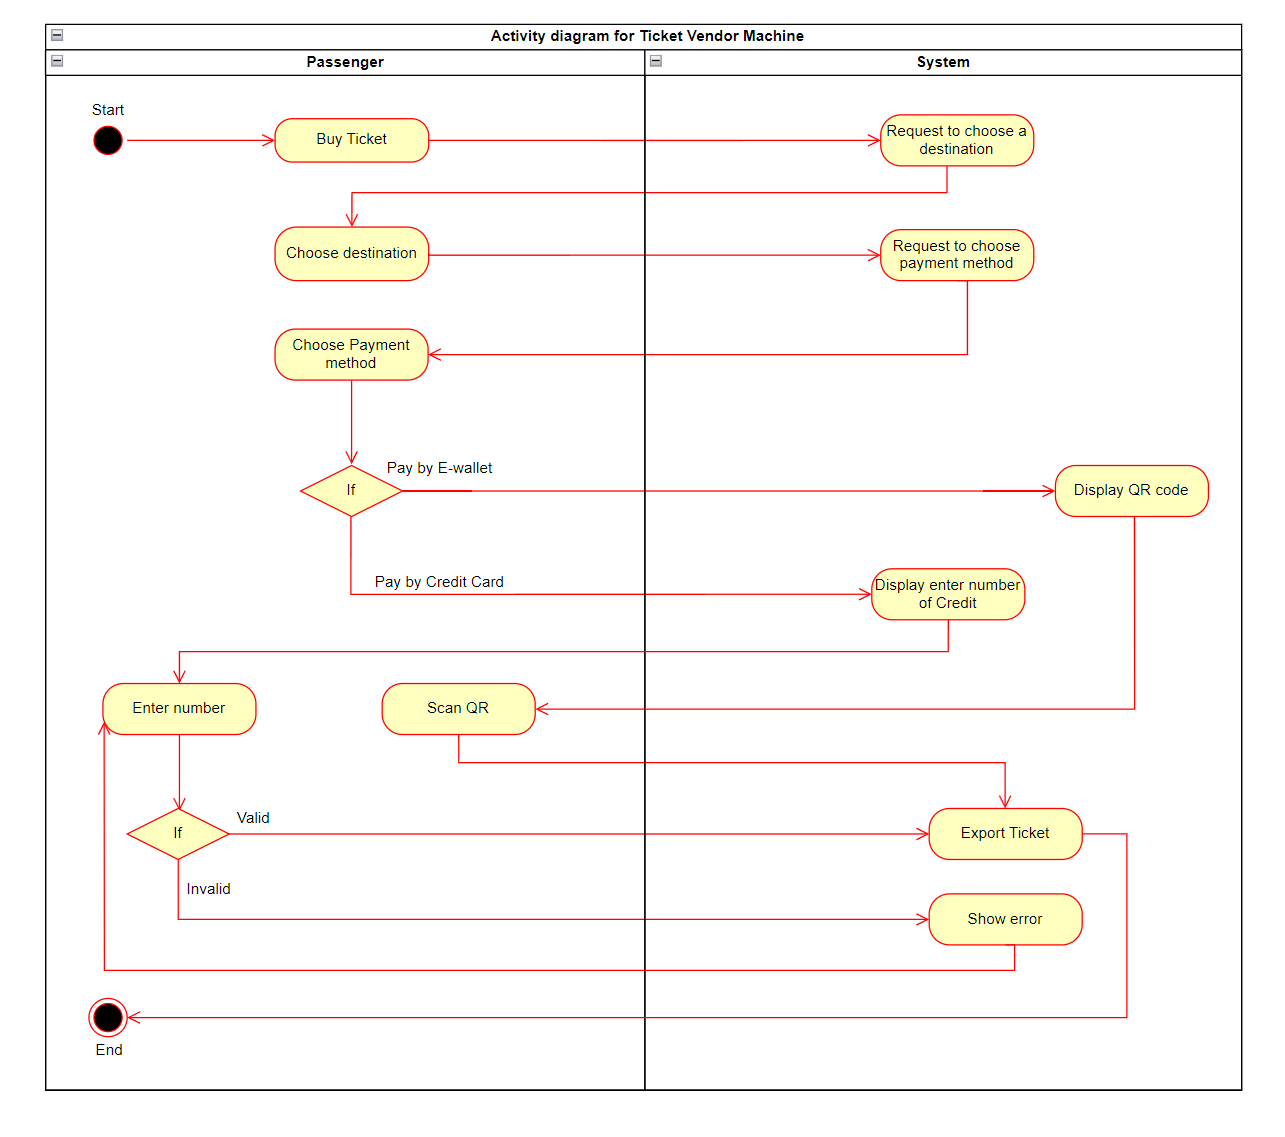 Activity diagram for Ticket Vendor Machine
Passenger
System
Start
Buy Ticket
Request to choose a
destination
Choose destination
Request to choose
payment method
Choose Payment
method
Pay by E-wallet
If
Display QR code
Pay by Credit Card
Display enter number
of Credit
Enter number
Scan QR
Valid
If
Export Ticket
Invalid
Show error
End